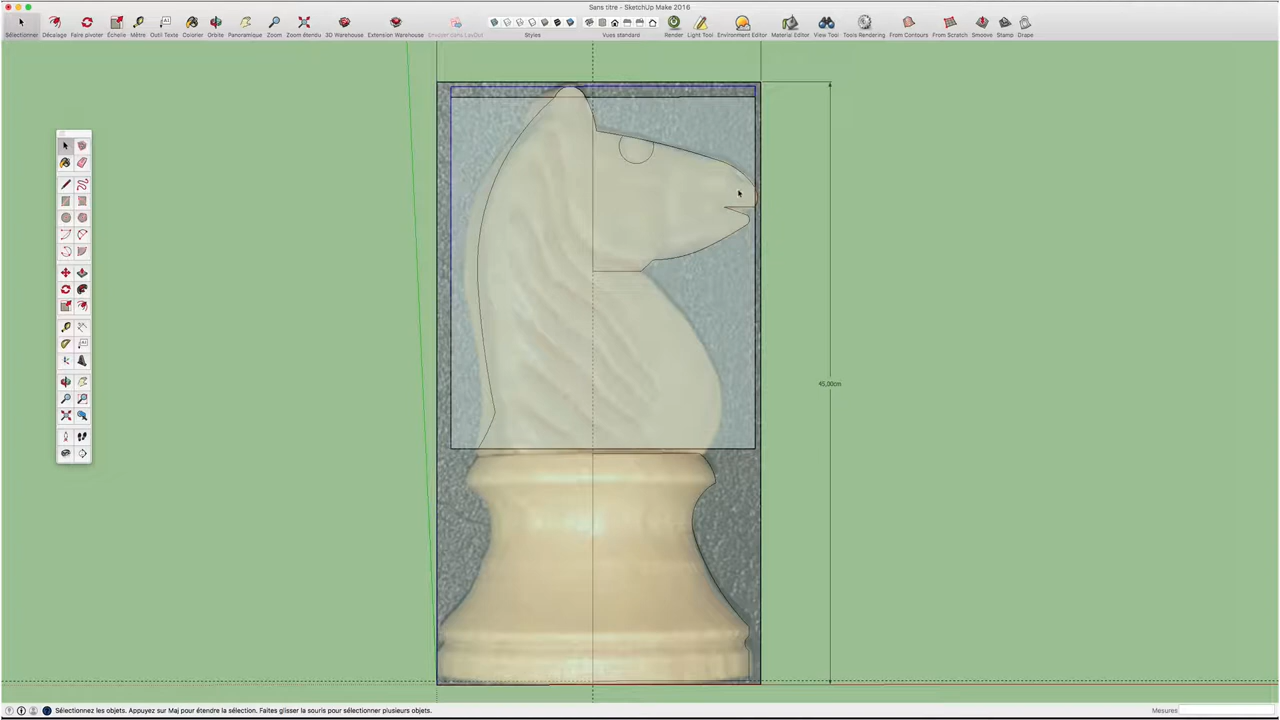 Sans titre - SketchUp Make 2016
Sélectionner Décalage Faire pivoter Échelle Mètre Outil Texte Colorier Orbite Panoramique Zoom Zoom étendu 3D Warehouse Extension Warehouse Envoyer dans LayOut Styles Vues standard Render Light Tool Environment Editor Material Editor View Tool Tools Rendering From Contours From Scratch Smoove Stamp Drape
45,00cm
Sélectionnez les objets. Appuyez sur Maj pour étendre la sélection. Faites glisser la souris pour sélectionner plusieurs objets. Mesures